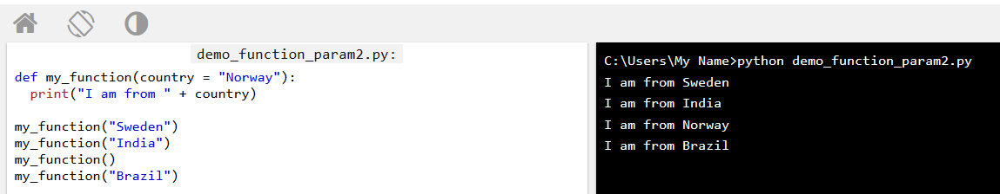 demo_function_param2.py:
def my_function(country = "Norway"):
  print("I am from " + country)

my_function("Sweden")
my_function("India")
my_function()
my_function("Brazil")
C:\Users\My Name>python demo_function_param2.py
I am from Sweden
I am from India
I am from Norway
I am from Brazil